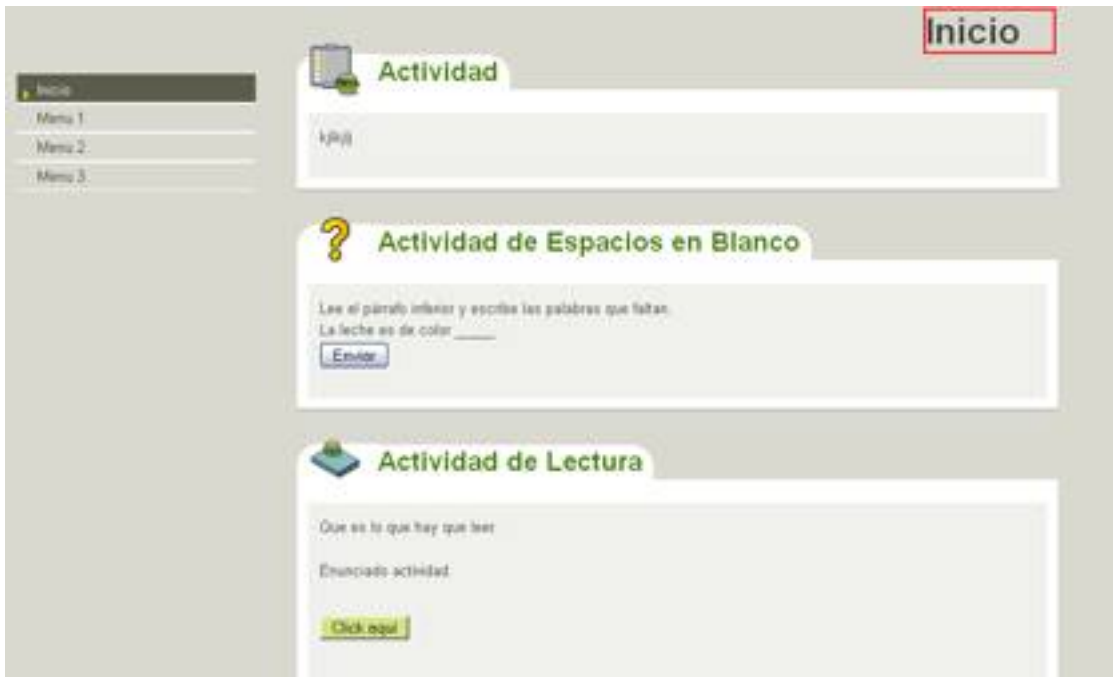 Inicio
Inicio
Menu 1
Menu 2
Menu 3
Actividad
Actividad de Espacios en Blanco
Lee el párrafo inferior y escribe las palabras que faltan.
La leche es de color _____
Enviar
Actividad de Lectura
Que es lo que hay que leer
Enunciado actividad
Click aquí